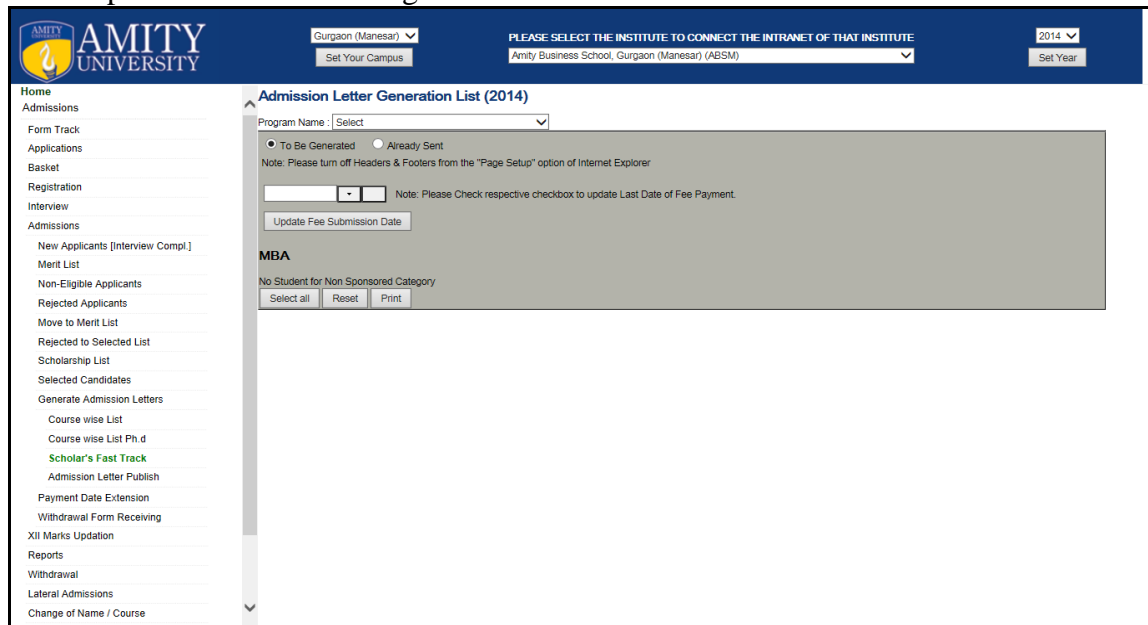 AMITY
AMITY
UNIVERSITY
Gurgaon (Manesar)
Set Your Campus
PLEASE SELECT THE INSTITUTE TO CONNECT THE INTRANET OF THAT INSTITUTE
Amity Business School, Gurgaon (Manesar) (ABSM)
2014
Set Year
Home
Admissions
Form Track
Applications
Basket
Registration
Interview
Admissions
New Applicants [Interview Compl.]
Merit List
Non-Eligible Applicants
Rejected Applicants
Move to Merit List
Rejected to Selected List
Scholarship List
Selected Candidates
Generate Admission Letters
Course wise List
Course wise List Ph.d
Scholar's Fast Track
Admission Letter Publish
Payment Date Extension
Withdrawal Form Receiving
XII Marks Updation
Reports
Withdrawal
Lateral Admissions
Change of Name / Course
Admission Letter Generation List (2014)
Program Name : Select
To Be Generated Already Sent
Note: Please turn off Headers & Footers from the "Page Setup" option of Internet Explorer
Note: Please Check respective checkbox to update Last Date of Fee Payment.
Update Fee Submission Date
MBA
No Student for Non Sponsored Category
Select all Reset Print